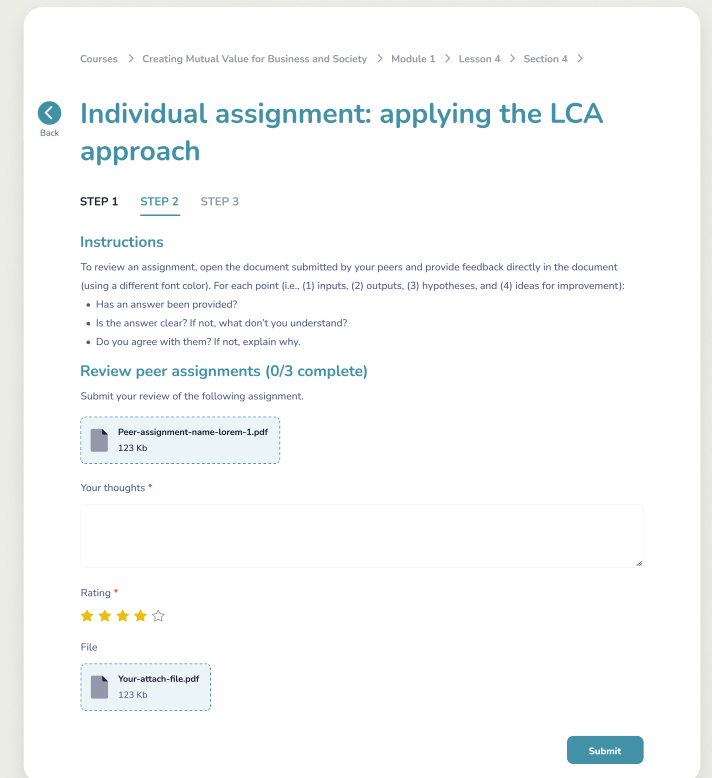 Courses > Creating Mutual Value for Business and Society > Module 1 > Lesson 4 > Section 4 >
Back
Individual assignment: applying the LCA
approach
STEP 1 STEP 2 STEP 3
Instructions
To review an assignment, open the document submitted by your peers and provide feedback directly in the document
(using a different font color). For each point (i.e., (1) inputs, (2) outputs, (3) hypotheses, and (4) ideas for improvement):
• Has an answer been provided?
• Is the answer clear? If not, what don't you understand?
• Do you agree with them? If not, explain why.
Review peer assignments (0/3 complete)
Submit your review of the following assignment.
Peer-assignment-name-lorem-1.pdf
123 Kb
Your thoughts *
Rating *
File
Your-attach-file.pdf
123 Kb
Submit